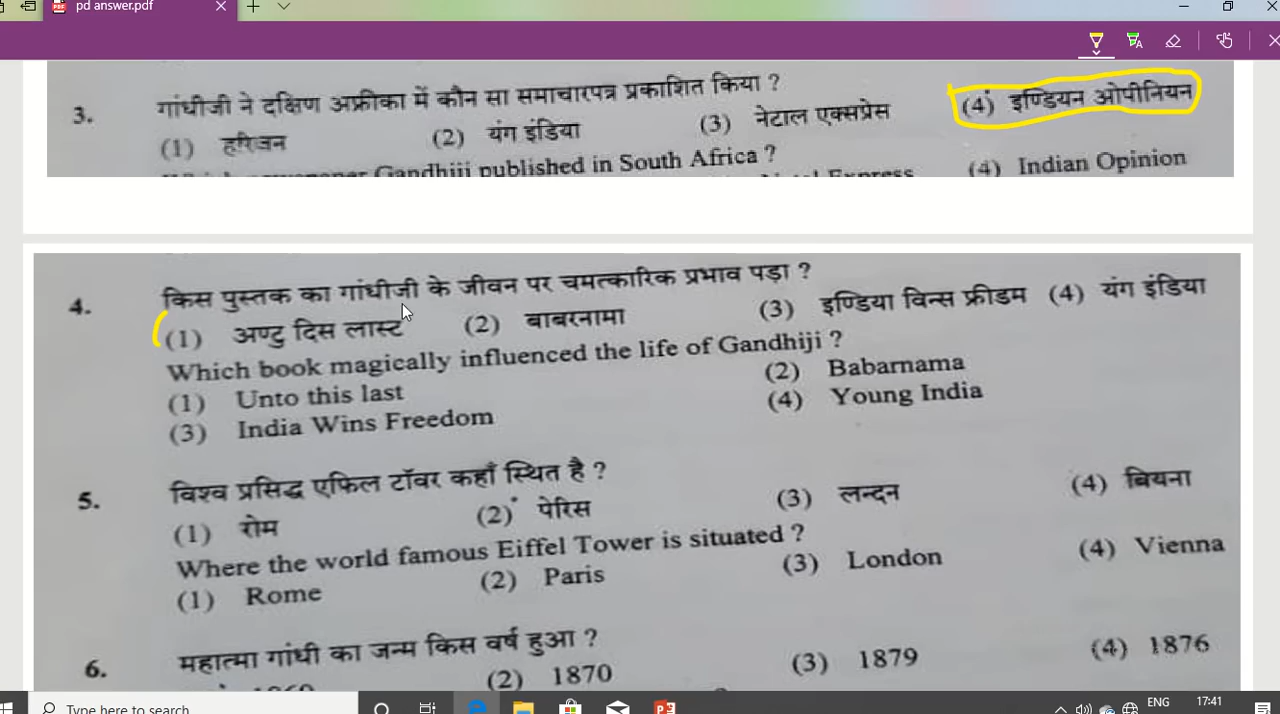 pd answer.pdf
3. गांधीजी ने दक्षिण अफ्रीका में कौन सा समाचारपत्र प्रकाशित किया ?
(1) हरिजन (2) यंग इंडिया (3) नेटाल एक्सप्रेस (4) इण्डियन ओपीनियन
Which newspaper Gandhiji published in South Africa ?
Express (4) Indian Opinion
4. किस पुस्तक का गांधीजी के जीवन पर चमत्कारिक प्रभाव पड़ा ?
(1) अण्टु दिस लास्ट (2) बाबरनामा (3) इण्डिया विन्स फ्रीडम (4) यंग इंडिया
Which book magically influenced the life of Gandhiji ?
(1) Unto this last (2) Babarnama
(3) India Wins Freedom (4) Young India
5. विश्व प्रसिद्ध एफिल टॉवर कहाँ स्थित है ?
(1) रोम (2) पेरिस (3) लन्दन (4) बियना
Where the world famous Eiffel Tower is situated ?
(1) Rome (2) Paris (3) London (4) Vienna
6. महात्मा गांधी का जन्म किस वर्ष हुआ ?
(2) 1870 (3) 1879 (4) 1876
Type here to search
ENG 17:41